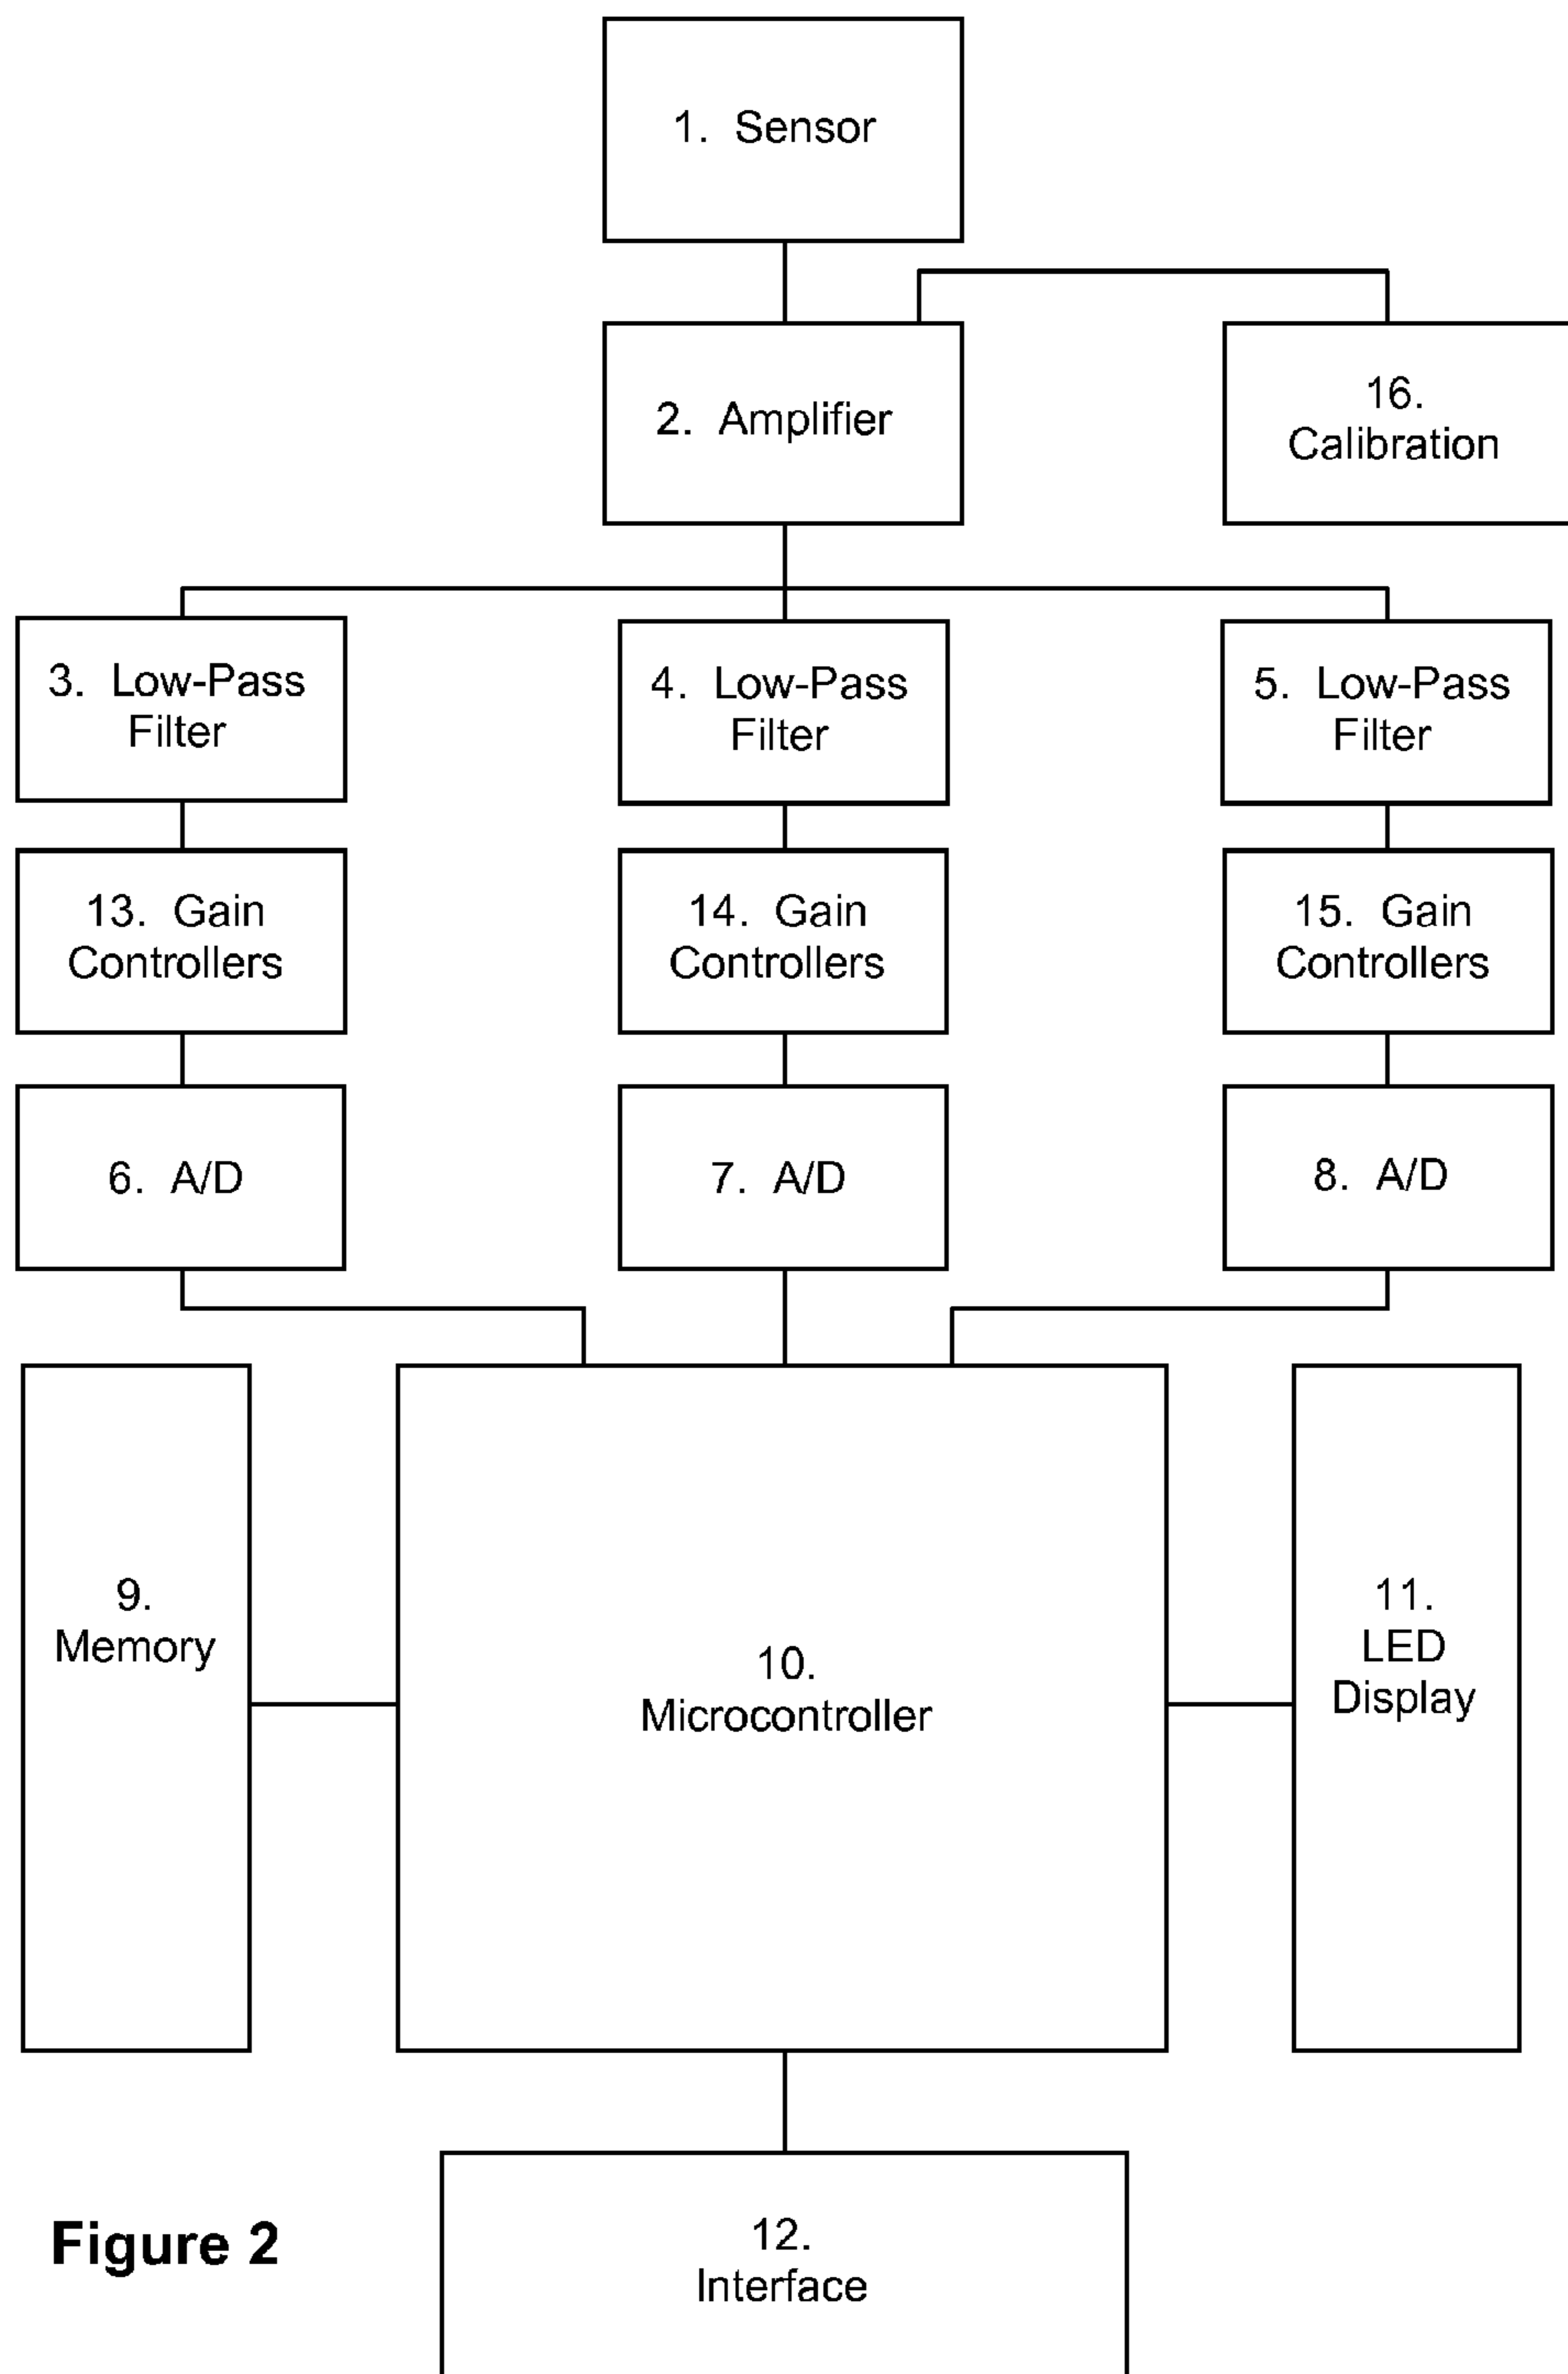 1. Sensor
2. Amplifier
16.
Calibration
3. Low-Pass
Filter
4. Low-Pass
Filter
5. Low-Pass
Filter
13. Gain
Controllers
14. Gain
Controllers
15. Gain
Controllers
6. A/D
7. A/D
8. A/D
9.
Memory
10.
Microcontroller
11.
LED
Display
12.
Interface
Figure 2